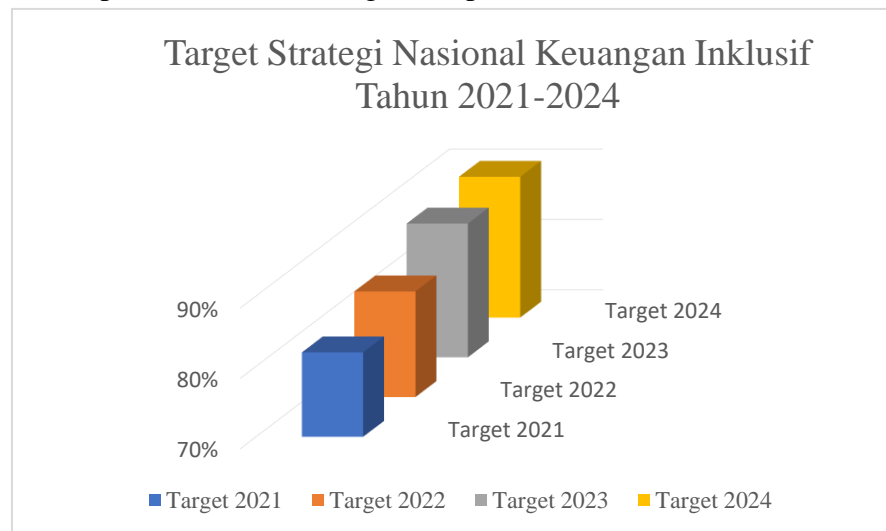 Target Strategi Nasional Keuangan Inklusif
Tahun 2021-2024
90%
80%
70%
Target 2024
Target 2023
Target 2022
Target 2021
Target 2021 Target 2022 Target 2023 Target 2024